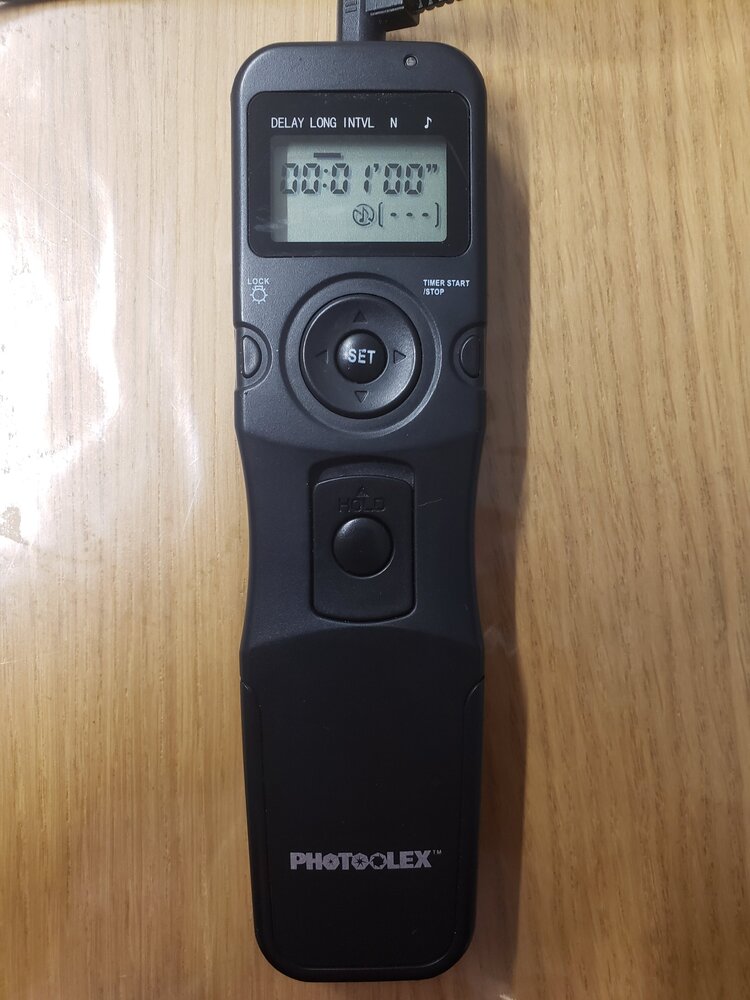 DELAY LONG INTVL N ♪
00:01'00"
[---]
LOCK
TIMER START
/STOP
SET
HOLD
PHOTOOLEX™